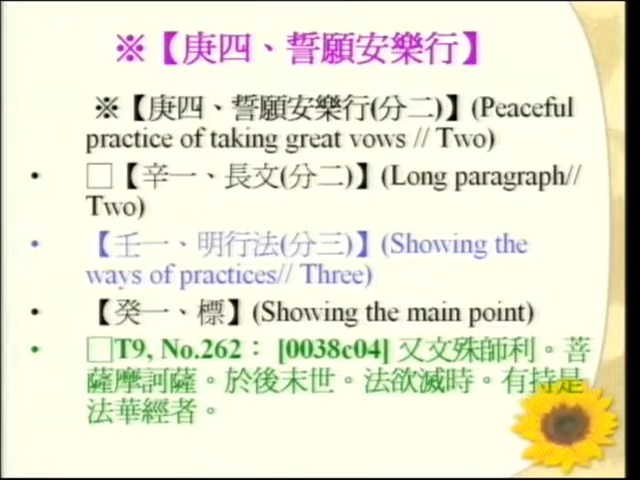 ※【庚四、誓願安樂行】
※【庚四、誓願安樂行(分二)】(Peaceful
practice of taking great vows // Two)
• □【辛一、長文(分二)】(Long paragraph//
Two)
• 【壬一、明行法(分三)】(Showing the
ways of practices// Three)
• 【癸一、標】(Showing the main point)
• □T9, No.262： [0038c04] 又文殊師利。菩
薩摩訶薩。於後末世。法欲滅時。有持是
法華經者。